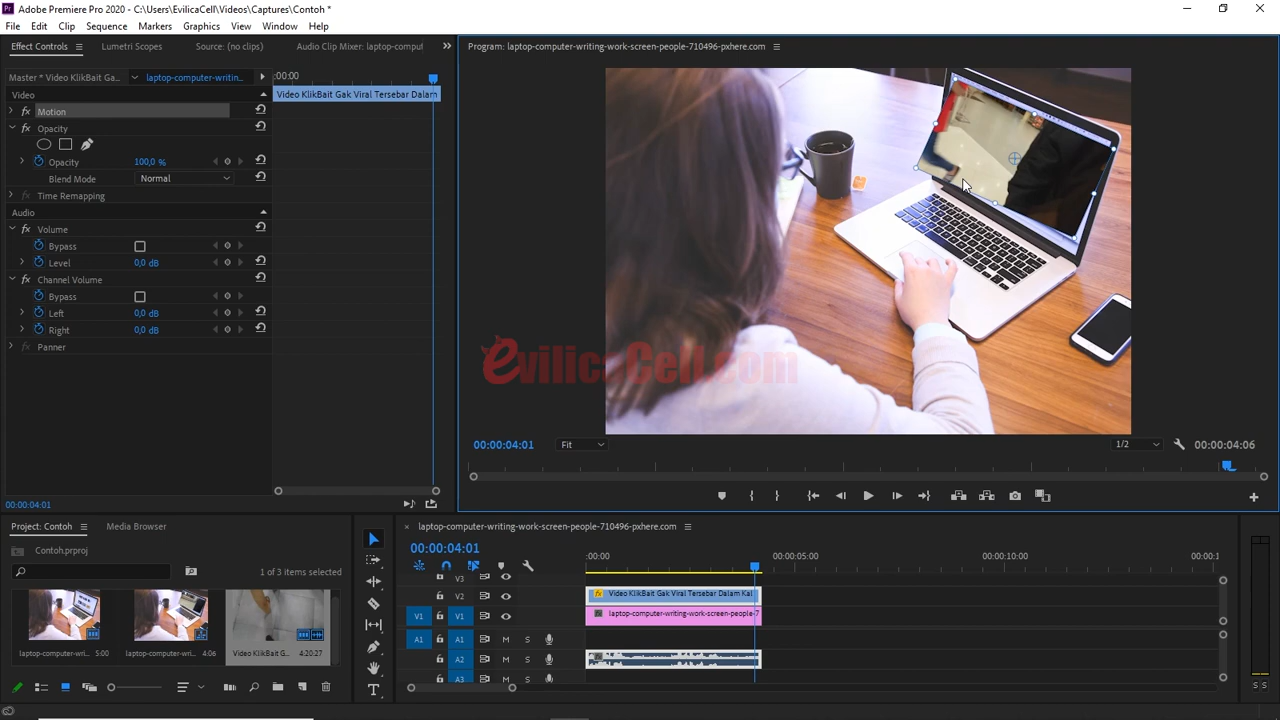 Adobe Premiere Pro 2020 - C:\Users\EvilicaCell\Videos\Captures\Contoh *
File Edit Clip Sequence Markers Graphics View Window Help
Effect Controls Lumetri Scopes Source: (no clips) Audio Clip Mixer: laptop-comput
Program: laptop-computer-writing-work-screen-people-710496-pxhere.com
Master * Video KlikBait Ga... laptop-computer-writin... :00:00
Video Video KlikBait Gak Viral Tersebar Dalam
fx Motion
fx Opacity
Opacity 100,0 %
Blend Mode Normal
fx Time Remapping
Audio
fx Volume
Bypass
Level 0,0 dB
fx Channel Volume
Bypass
Left 0,0 dB
Right 0,0 dB
fx Panner
evilicaCell.com
00:00:04:01 Fit 1/2 00:00:04:06
00:00:04:01
Project: Contoh Media Browser
Contoh.prproj
1 of 3 items selected
laptop-computer-wri... 5:00
laptop-computer-wri... 4:06
Video KlikBait G... 4:20:27
× laptop-computer-writing-work-screen-people-710496-pxhere.com
00:00:04:01
:00:00 00:00:05:00 00:00:10:00 00:00:1
V3
V2 fx Video KlikBait Gak Viral Tersebar Dalam Kal
V1 V1 laptop-computer-writing-work-screen-people-7
A1 A1 M S
A2 M S
A3 M S
S S